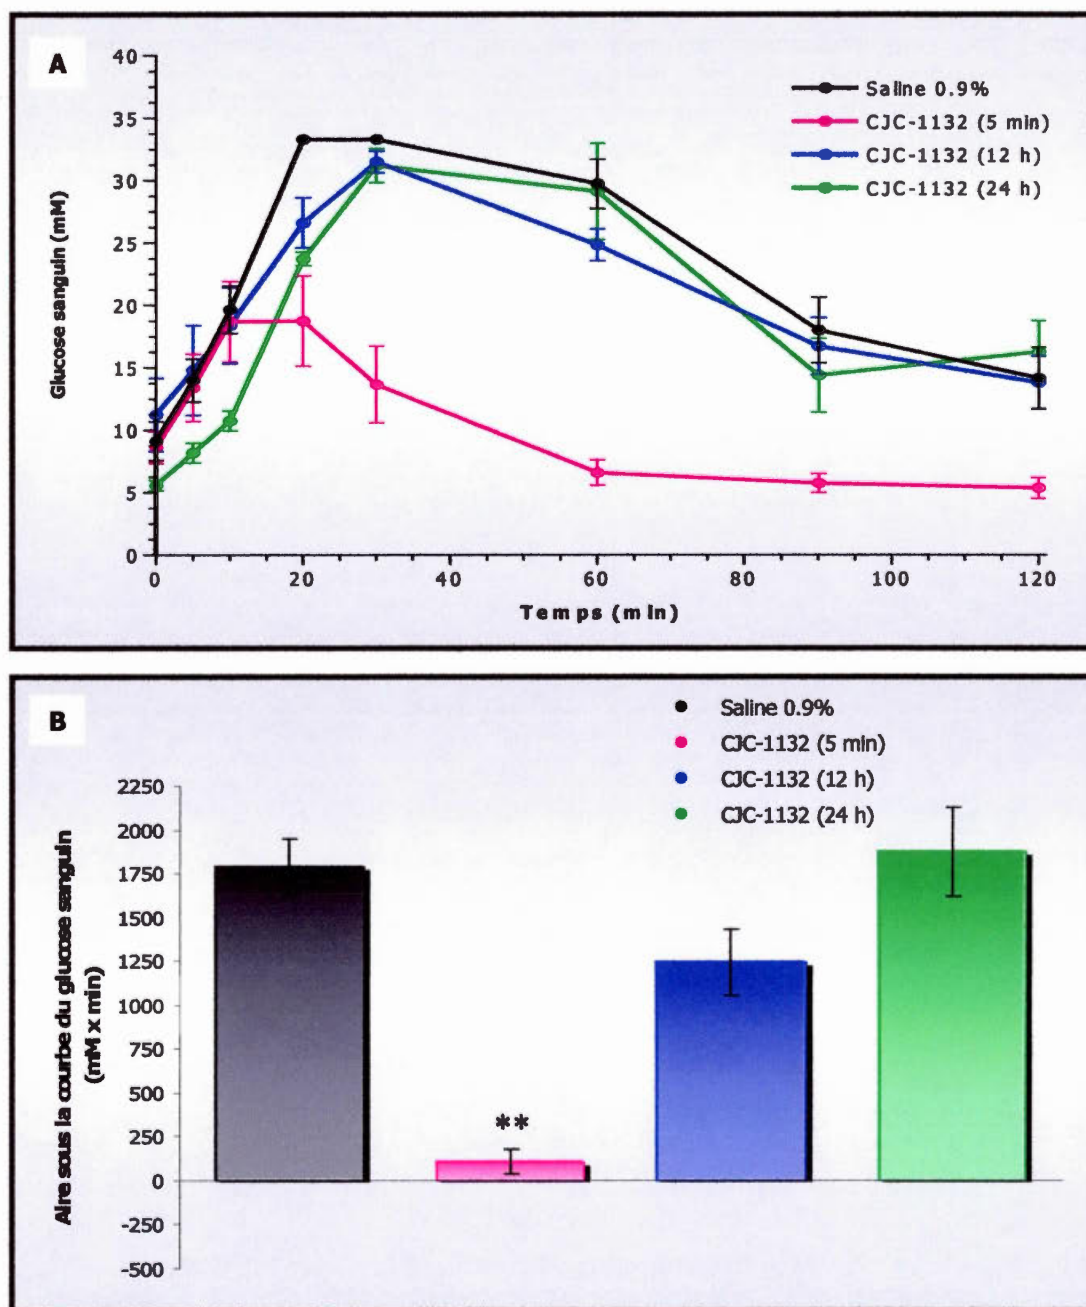 A
40
35
30
25
20
15
10
5
0
Glucose sanguin (mM)
Saline 0.9%
CJC-1132 (5 min)
CJC-1132 (12 h)
CJC-1132 (24 h)
0 20 40 60 80 100 120
Temps (min)
B
Saline 0.9%
CJC-1132 (5 min)
CJC-1132 (12 h)
CJC-1132 (24 h)
2250
2000
1750
1500
1250
1000
750
500
250
0
-250
-500
Aire sous la courbe du glucose sanguin
(mM x min)
**